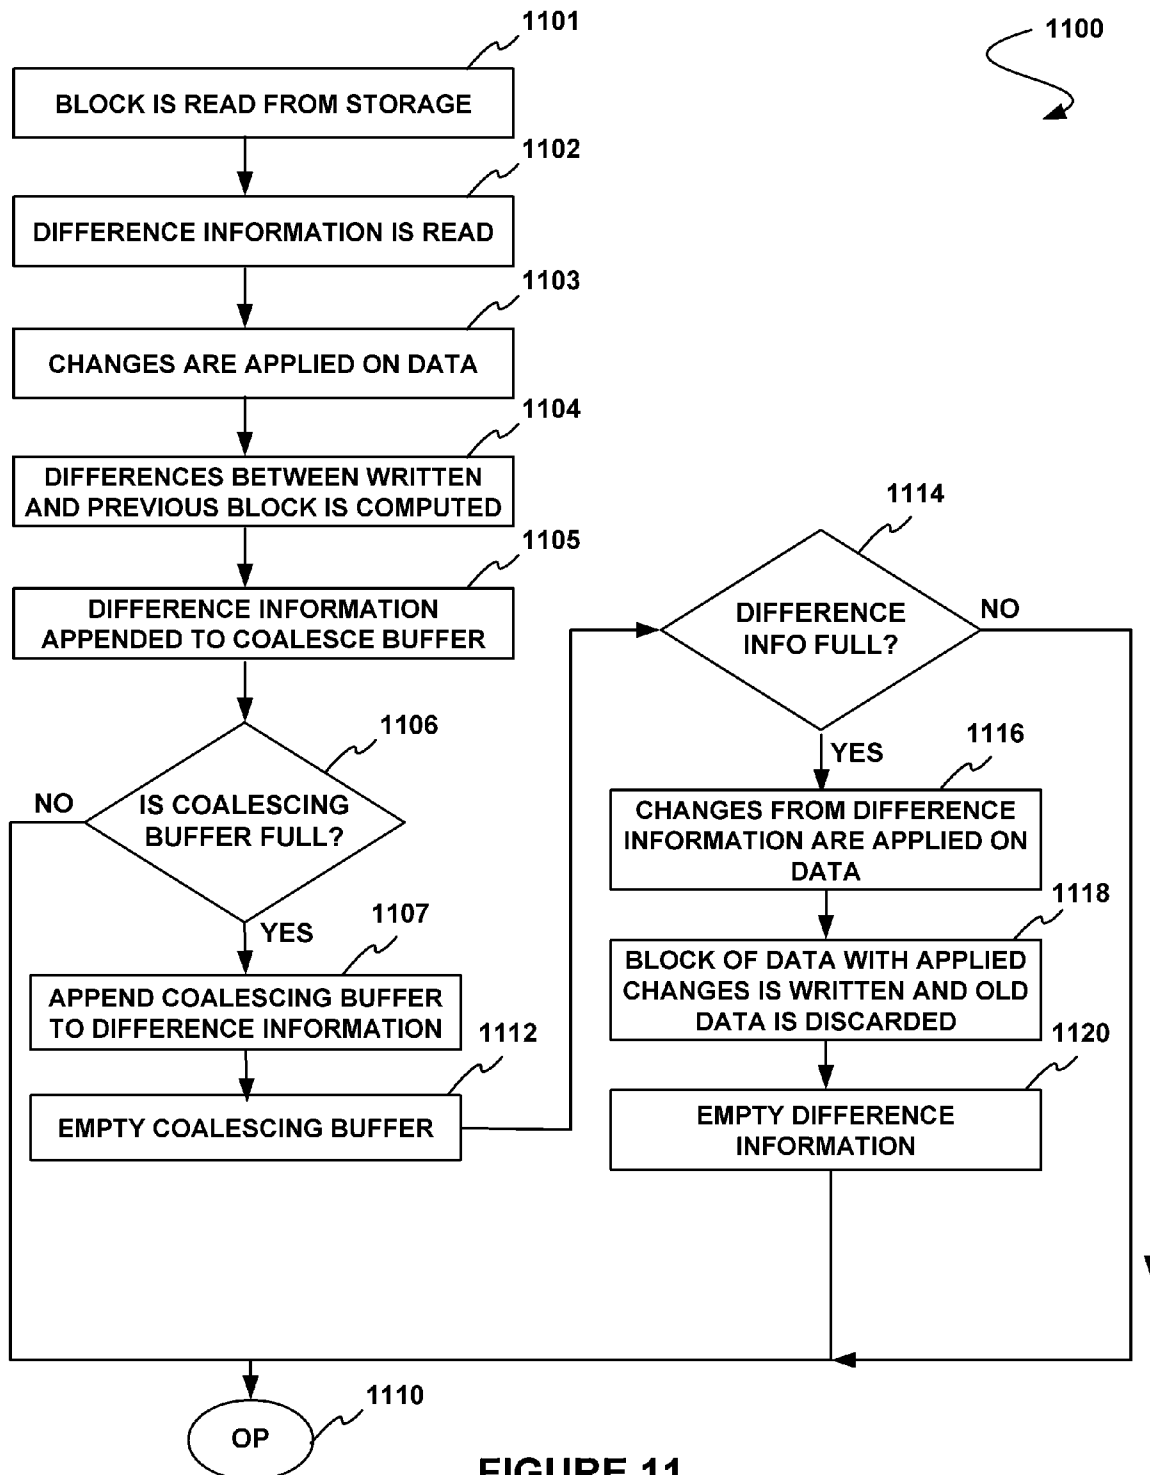 1101
1100
BLOCK IS READ FROM STORAGE
1102
DIFFERENCE INFORMATION IS READ
1103
CHANGES ARE APPLIED ON DATA
1104
DIFFERENCES BETWEEN WRITTEN
AND PREVIOUS BLOCK IS COMPUTED
1105
DIFFERENCE INFORMATION
APPENDED TO COALESCE BUFFER
1106
NO
IS COALESCING
BUFFER FULL?
YES
1107
APPEND COALESCING BUFFER
TO DIFFERENCE INFORMATION
1112
EMPTY COALESCING BUFFER
1114
DIFFERENCE
INFO FULL?
NO
YES
1116
CHANGES FROM DIFFERENCE
INFORMATION ARE APPLIED ON
DATA
1118
BLOCK OF DATA WITH APPLIED
CHANGES IS WRITTEN AND OLD
DATA IS DISCARDED
1120
EMPTY DIFFERENCE
INFORMATION
1110
OP
FIGURE 11